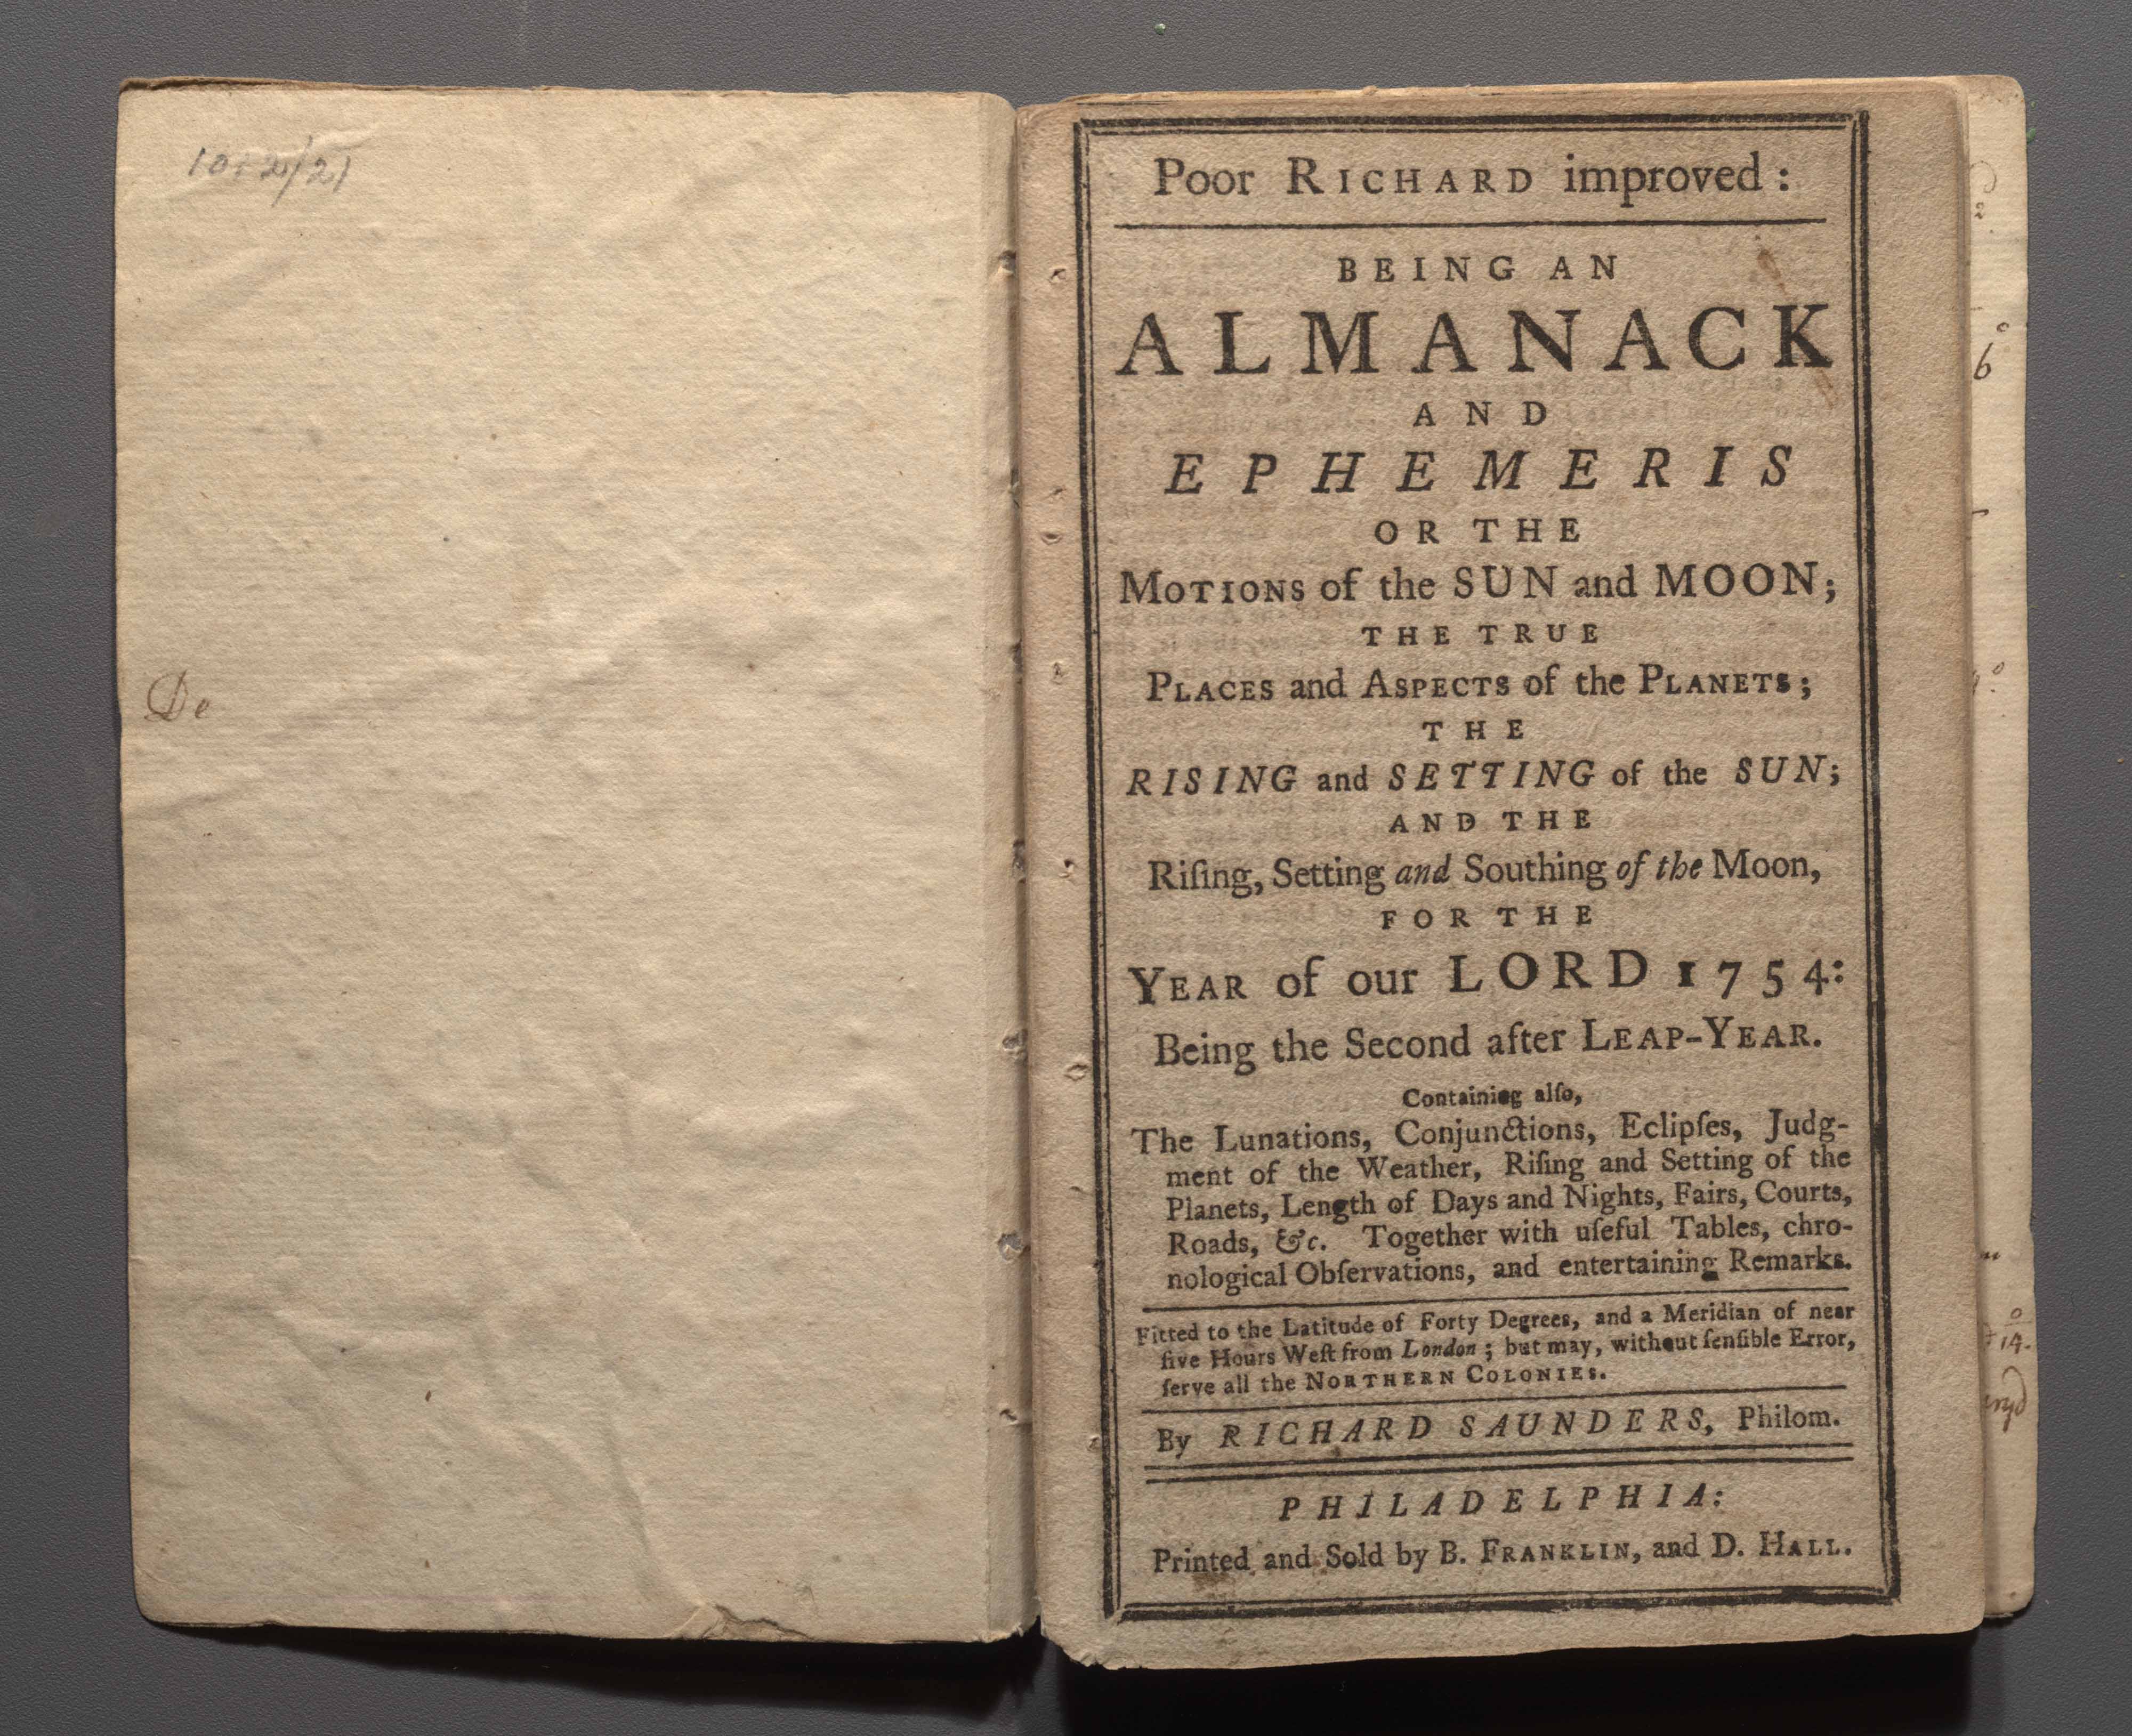 De
Poor RICHARD improved:
BEING AN
ALMANACK
AND
EPHEMERIS
OR THE
MOTIONS of the SUN and MOON;
THE TRUE
PLACES and ASPECTS of the PLANETS;
THE
RISING and SETTING of the SUN;
AND THE
Riſing, Setting and Southing of the Moon,
FOR THE
YEAR of our LORD 1754:
Being the Second after LEAP-YEAR.
Containing alſo,
The Lunations, Conjunctions, Eclipſes, Judg-
ment of the Weather, Riſing and Setting of the
Planets, Length of Days and Nights, Fairs, Courts,
Roads, &c. Together with uſeful Tables, chro-
nological Obſervations, and entertaining Remarks.
Fitted to the Latitude of Forty Degrees, and a Meridian of near
five Hours Weſt from London; but may, without ſenſible Error,
ſerve all the NORTHERN COLONIES.
By RICHARD SAUNDERS, Philom.
PHILADELPHIA:
Printed and Sold by B. FRANKLIN, and D. HALL.